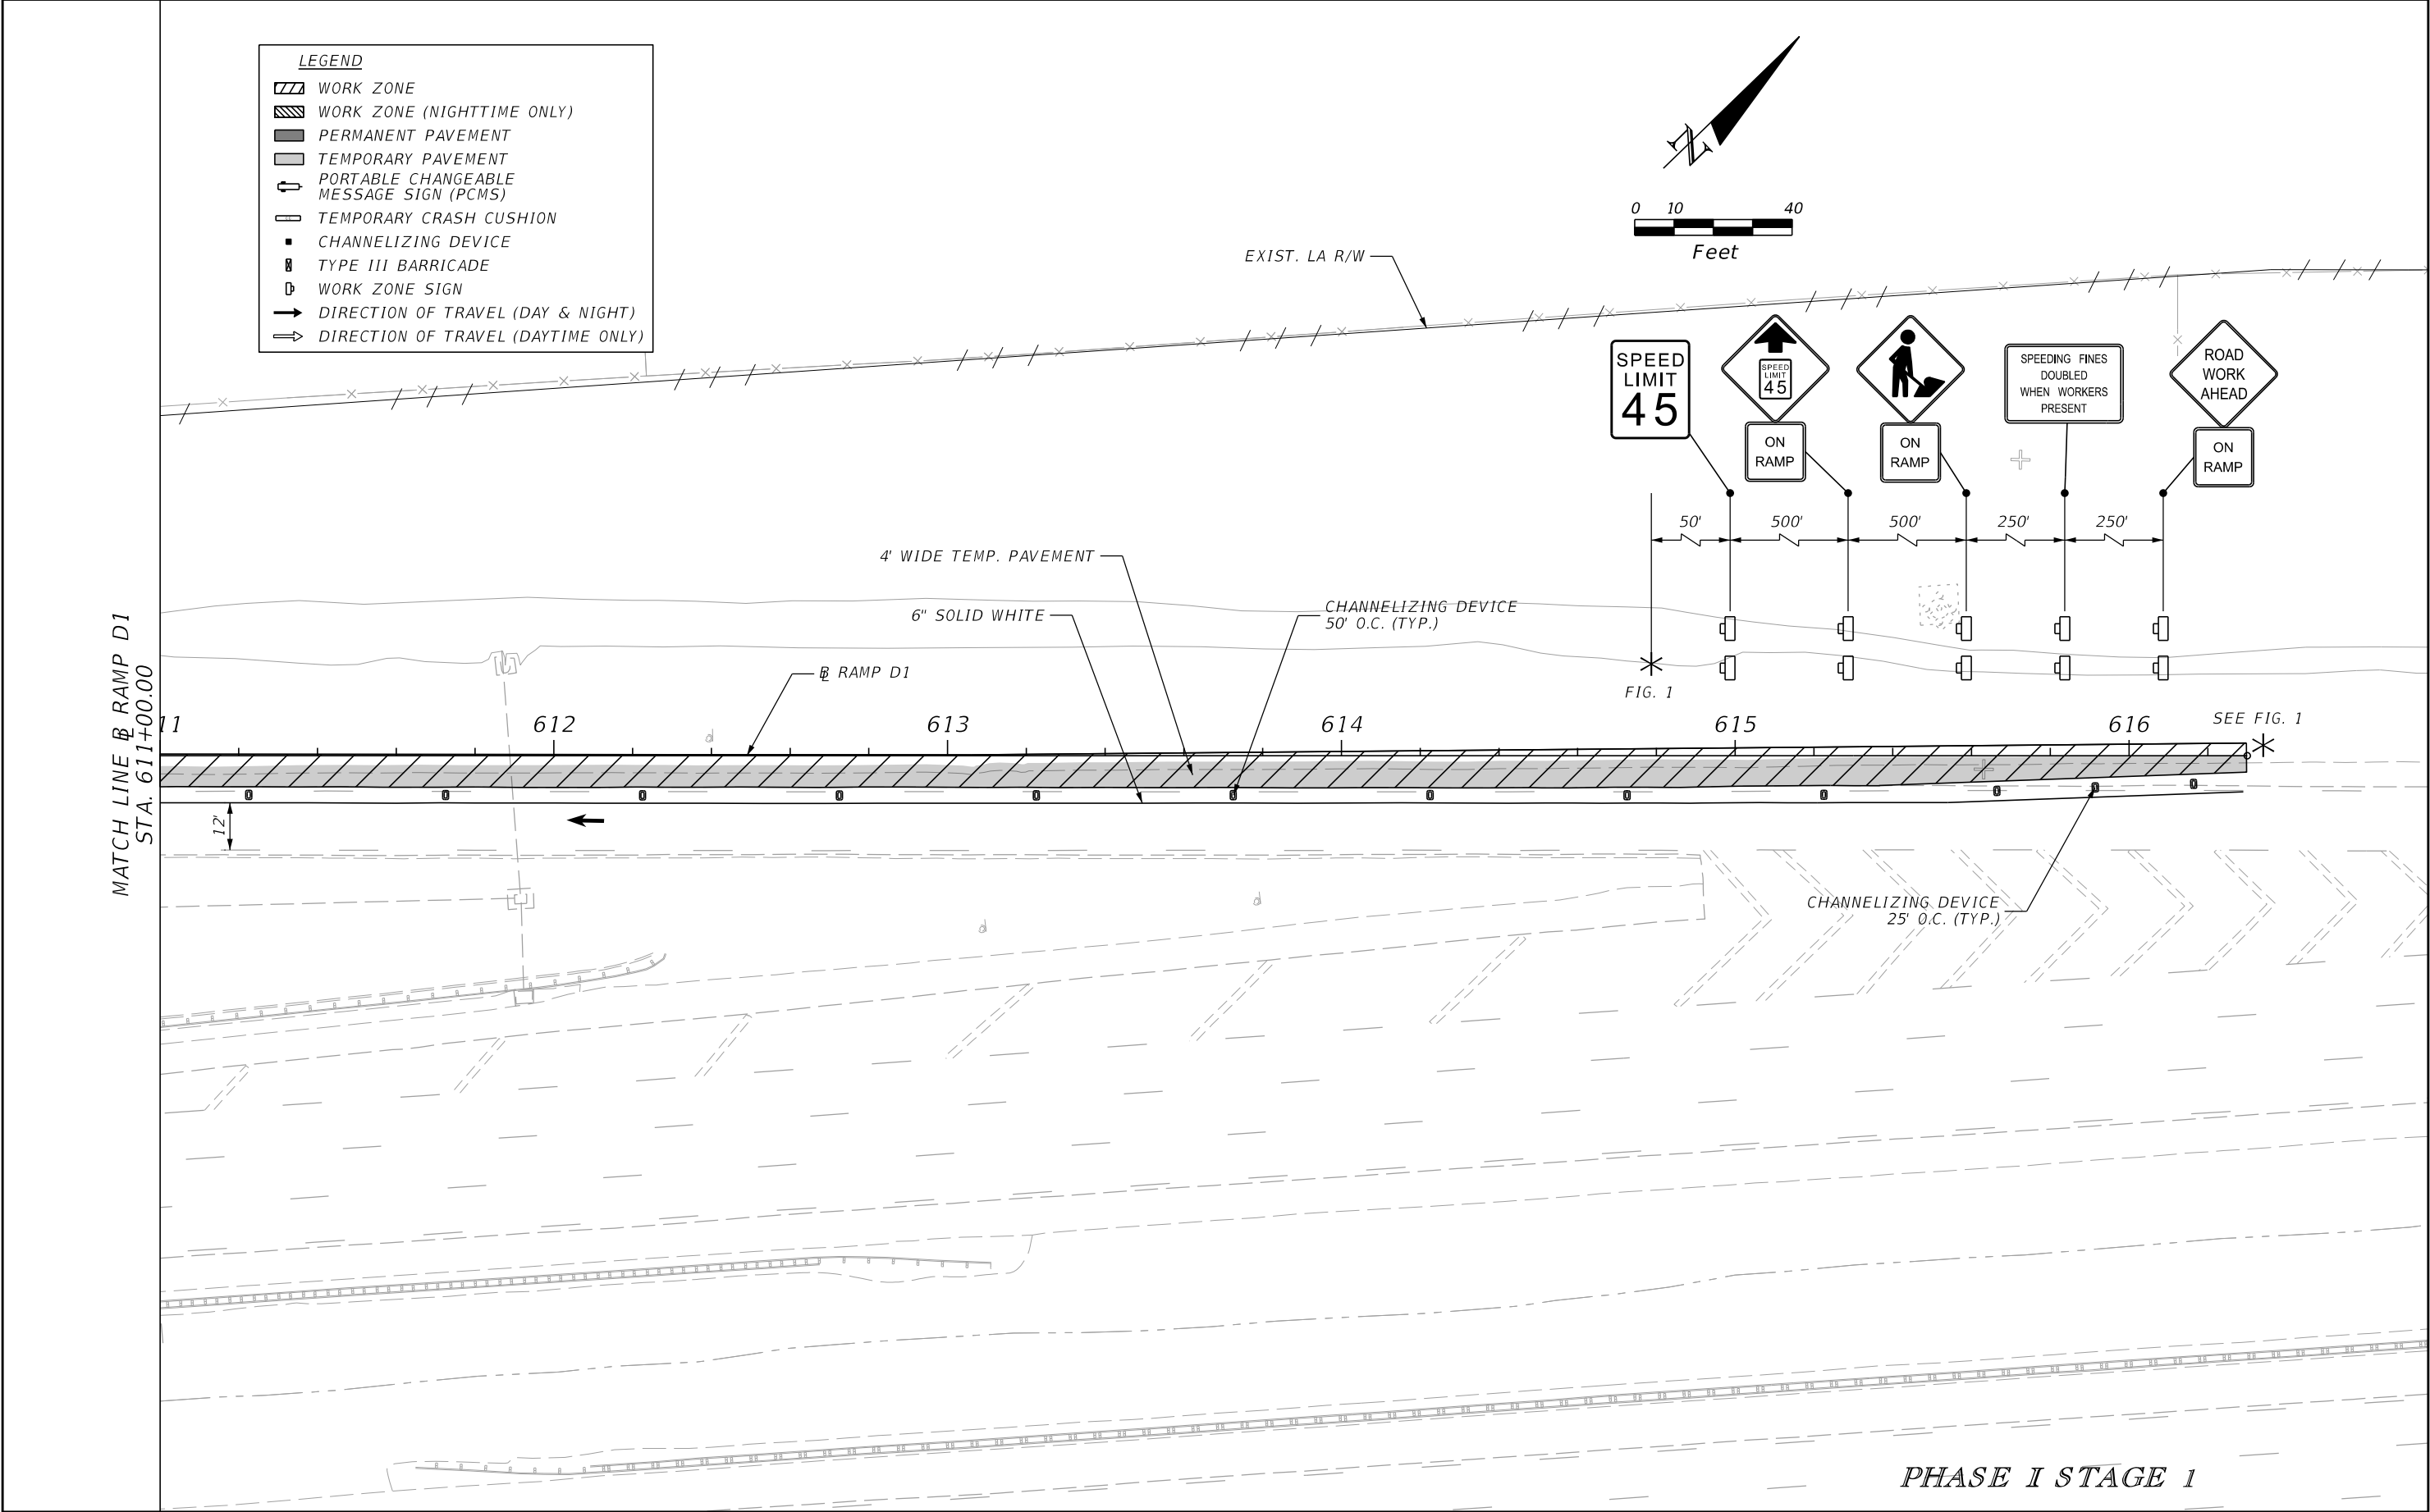 LEGEND
WORK ZONE
WORK ZONE (NIGHTTIME ONLY)
PERMANENT PAVEMENT
TEMPORARY PAVEMENT
PORTABLE CHANGEABLE
MESSAGE SIGN (PCMS)
TEMPORARY CRASH CUSHION
CHANNELIZING DEVICE
TYPE III BARRICADE
WORK ZONE SIGN
DIRECTION OF TRAVEL (DAY & NIGHT)
DIRECTION OF TRAVEL (DAYTIME ONLY)
N
0 10 40
Feet
EXIST. LA R/W
SPEED
LIMIT
45
SPEED
LIMIT
45
ON
RAMP
ON
RAMP
SPEEDING FINES
DOUBLED
WHEN WORKERS
PRESENT
ROAD
WORK
AHEAD
ON
RAMP
50' 500' 500' 250' 250'
4' WIDE TEMP. PAVEMENT
6" SOLID WHITE
CHANNELIZING DEVICE
50' O.C. (TYP.)
℄ RAMP D1
FIG. 1
SEE FIG. 1
MATCH LINE ℄ RAMP D1
STA. 611+00.00
11 612 613 614 615 616
12'
CHANNELIZING DEVICE
25' O.C. (TYP.)
PHASE I STAGE 1